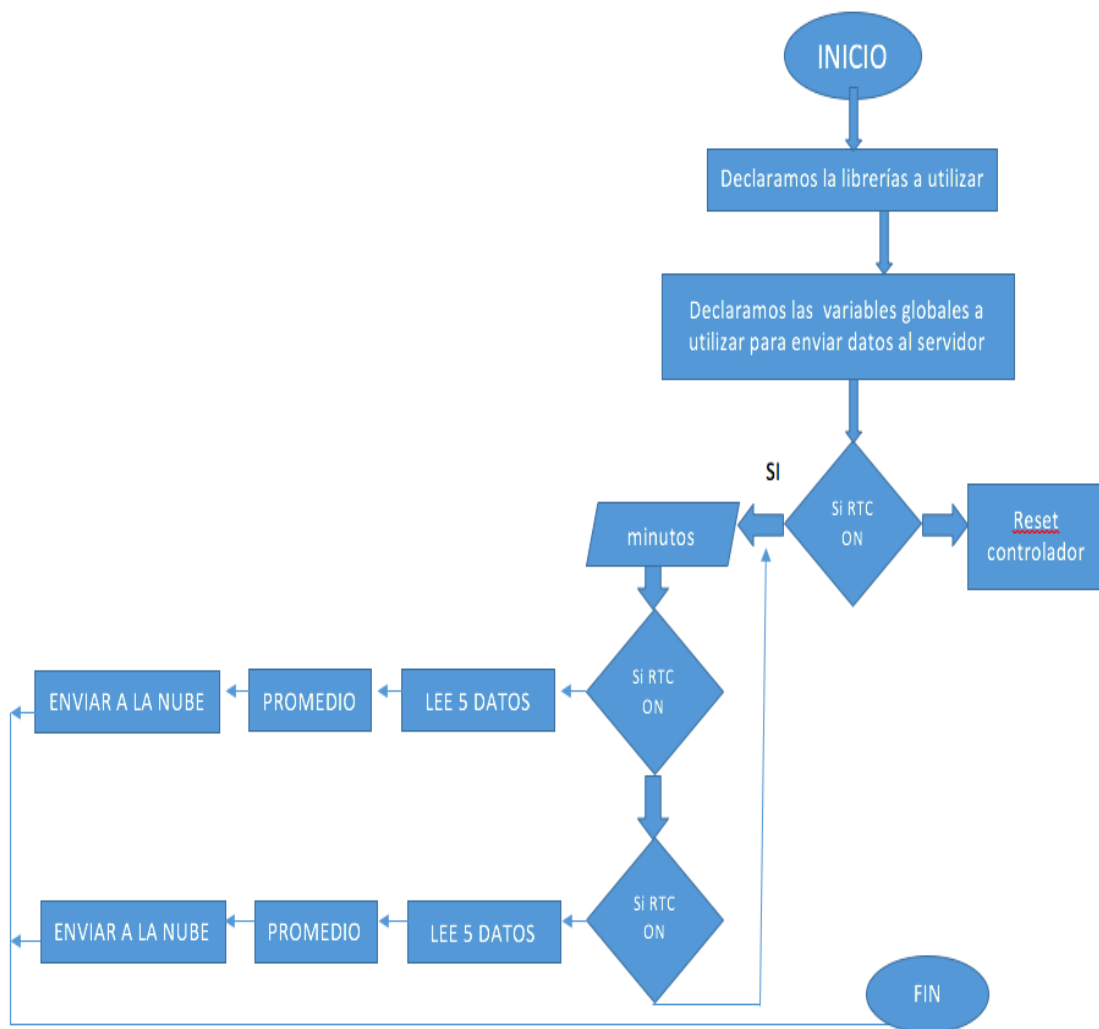 INICIO
Declaramos la librerías a utilizar
Declaramos las variables globales a
utilizar para enviar datos al servidor
SI
Si RTC
ON
Reset
controlador
minutos
Si RTC
ON
LEE 5 DATOS
PROMEDIO
ENVIAR A LA NUBE
Si RTC
ON
LEE 5 DATOS
PROMEDIO
ENVIAR A LA NUBE
FIN